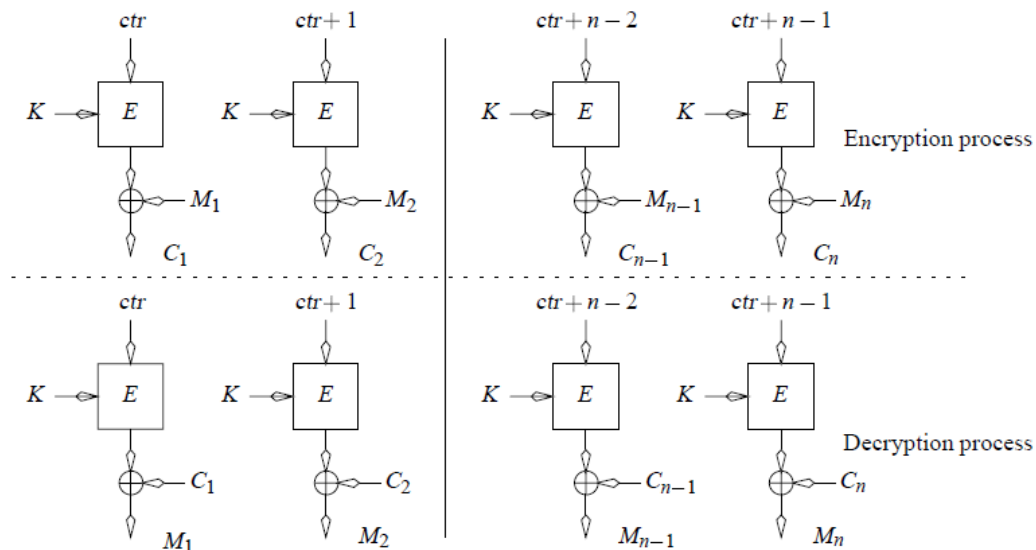 ctr ctr + 1 ctr + n − 2 ctr + n − 1
K E K E K E K E
Encryption process
M₁ M₂ Mₙ₋₁ Mₙ
C₁ C₂ Cₙ₋₁ Cₙ
ctr ctr + 1 ctr + n − 2 ctr + n − 1
K E K E K E K E
Decryption process
C₁ C₂ Cₙ₋₁ Cₙ
M₁ M₂ Mₙ₋₁ Mₙ